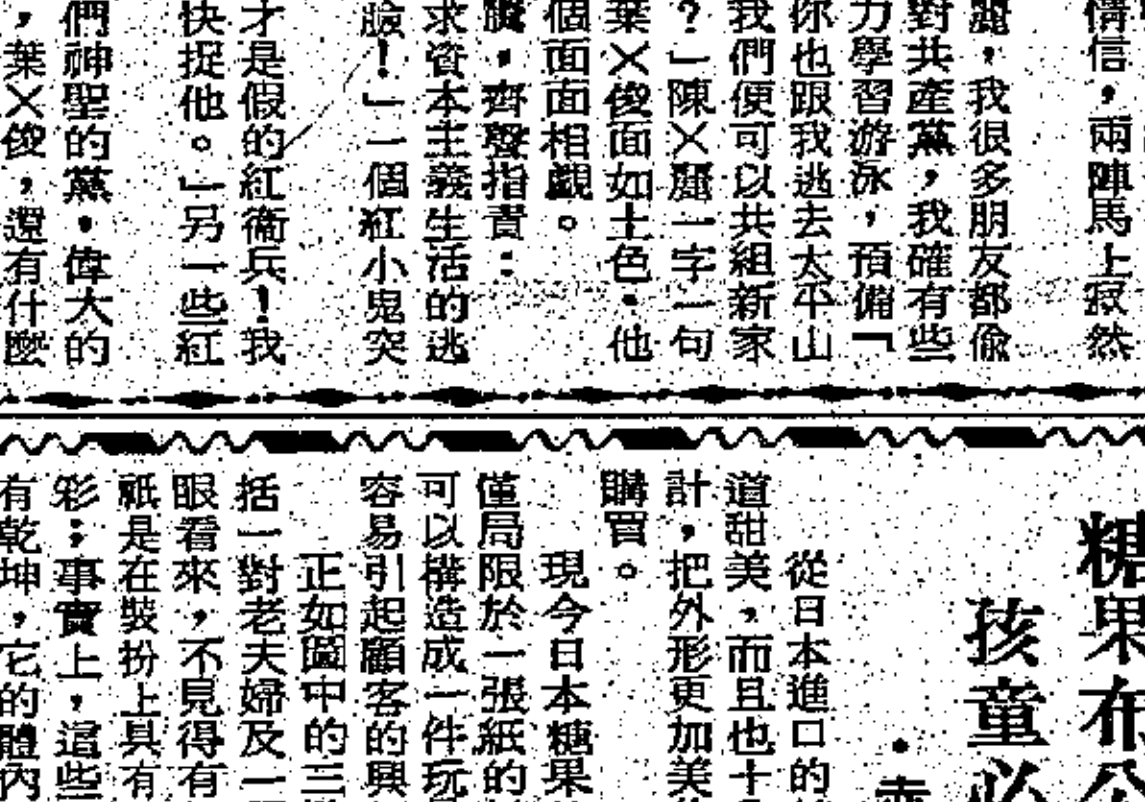 情信，兩陣馬上寂然
麗，我很多朋友都偷
對共產黨，我確有些
力學習游泳，預備「
你也跟我逃去太平山
我們便可以共組新家
？」陳×麗一字一句
葉×俊面如土色。他
個面面相覷。
，齊聲指責：
求資本主義生活的逃
臉！」一個紅小鬼突
才是假的紅衞兵！我
快捉他。」另一些紅
們神聖的黨，偉大的
，葉×俊，還有什麼
糖果布公
孩童必
從日本進口的
道甜美，而且也十
計，把外形更加美
購買。
現今日本糖果
僅局限於一張紙的
可以構造成一件玩
容易引起顧客的興
正如圖中的三
括一對老夫婦及一
眼看來，不見得有
祇是在裝扮上具有
彩；事實上，這些
有乾坤，它的體內